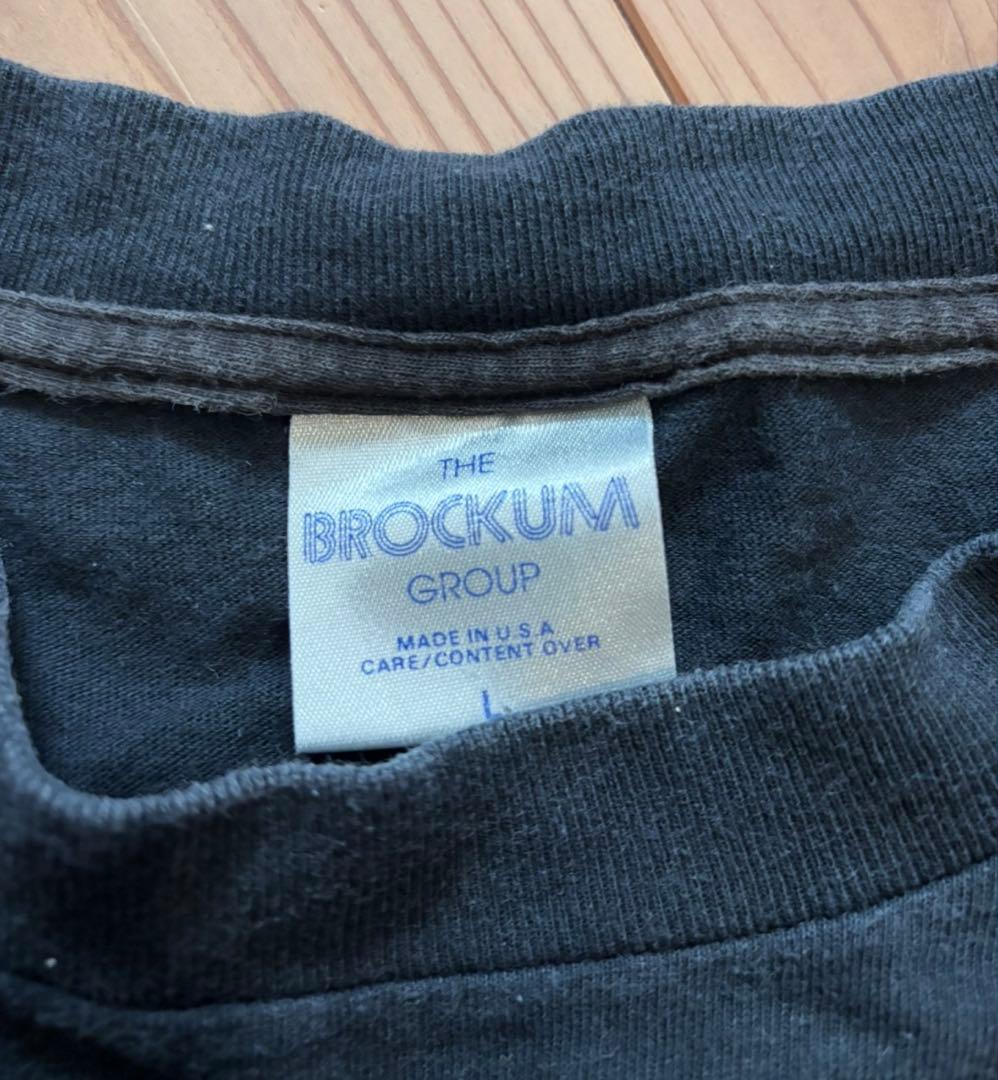 THE
BROCKUM
GROUP
MADE IN U.S.A
CARE/CONTENT OVER
L